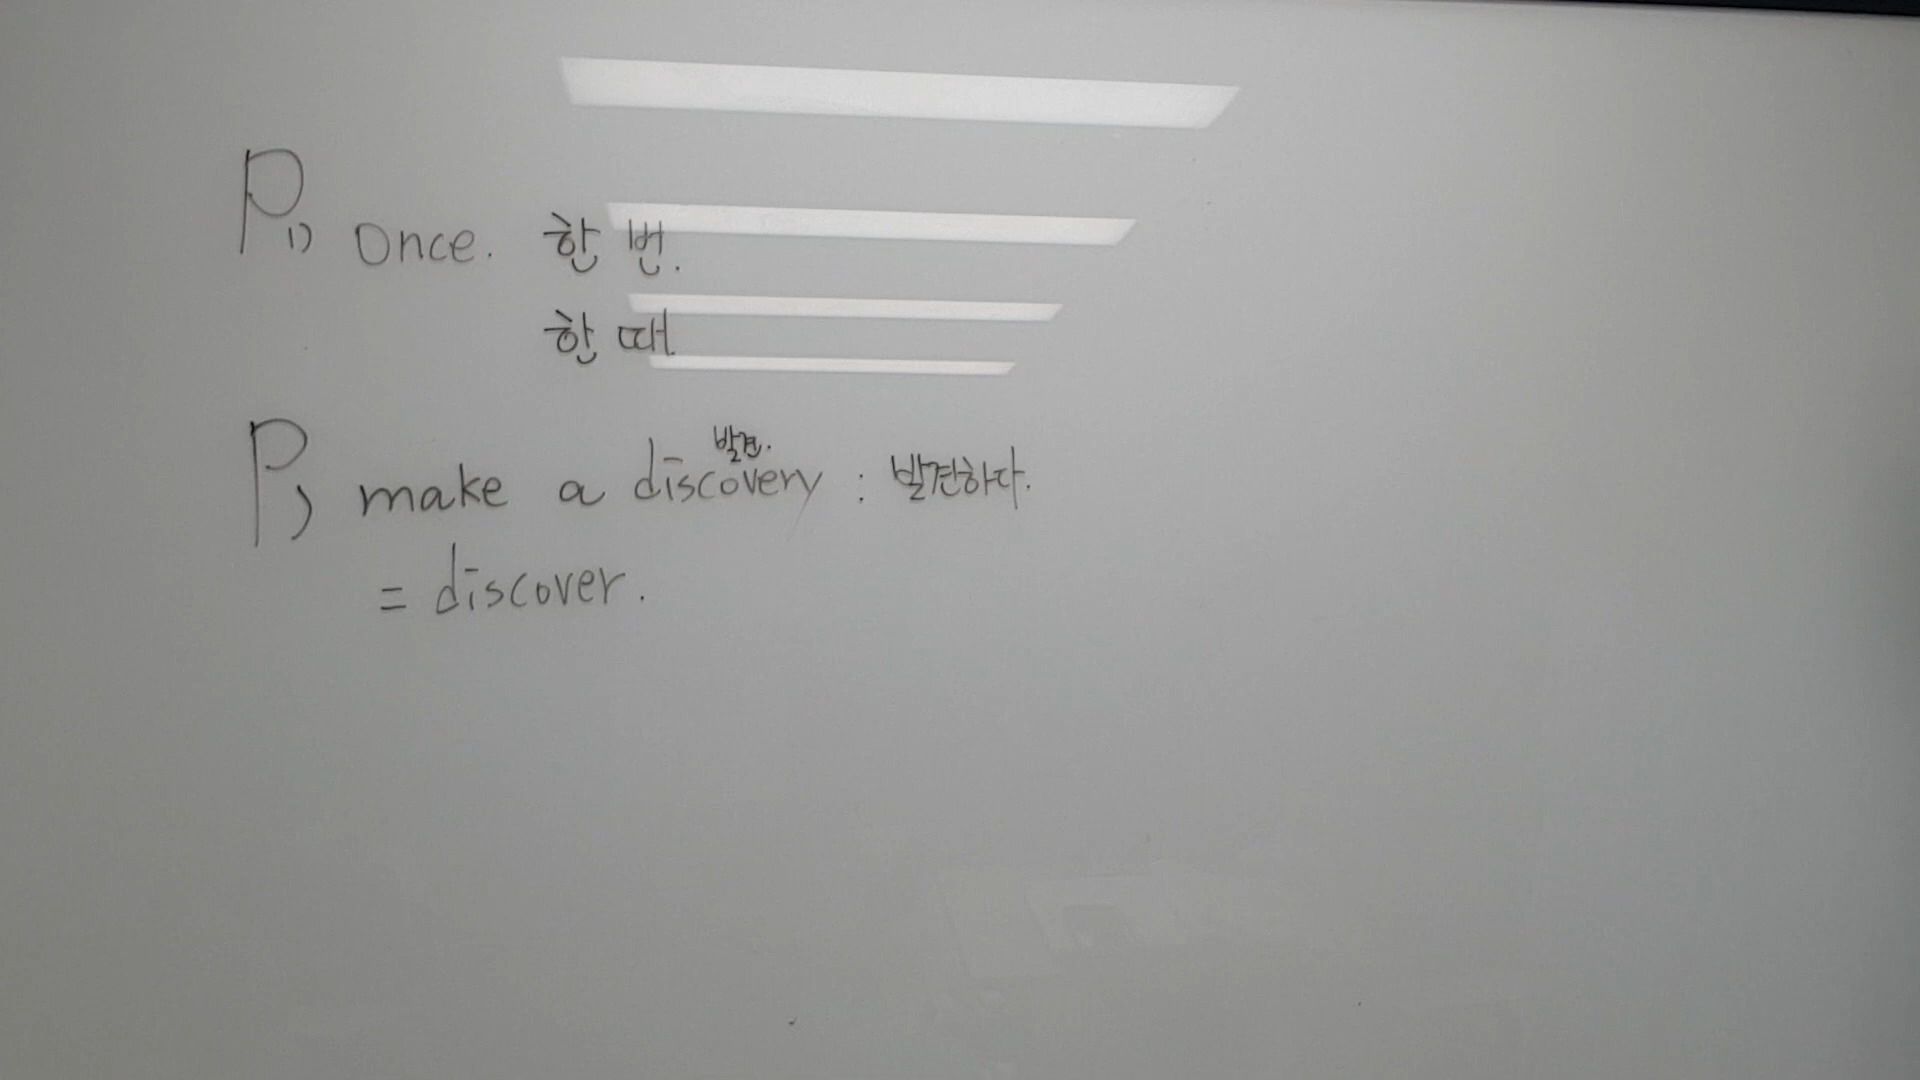 P1) once. 한 번.
한 때
발견.
P) make a discovery : 발견하다.
= discover.